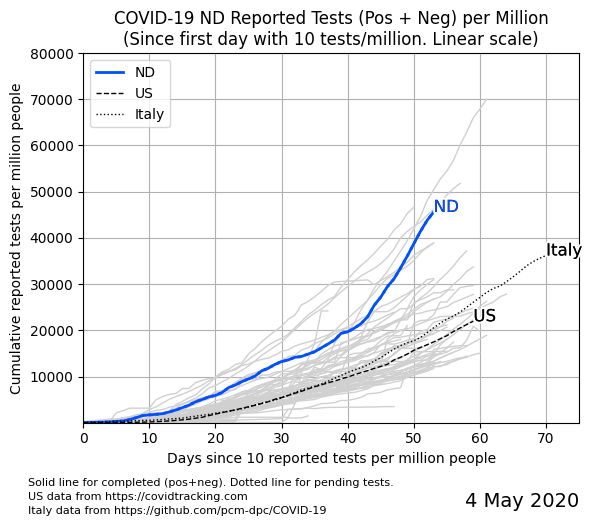 COVID-19 ND Reported Tests (Pos + Neg) per Million
(Since first day with 10 tests/million. Linear scale)
Cumulative reported tests per million people
80000
70000
60000
50000
40000
30000
20000
10000
ND
US
Italy
ND
Italy
US
0 10 20 30 40 50 60 70
Days since 10 reported tests per million people
Solid line for completed (pos+neg). Dotted line for pending tests.
US data from https://covidtracking.com
Italy data from https://github.com/pcm-dpc/COVID-19
4 May 2020